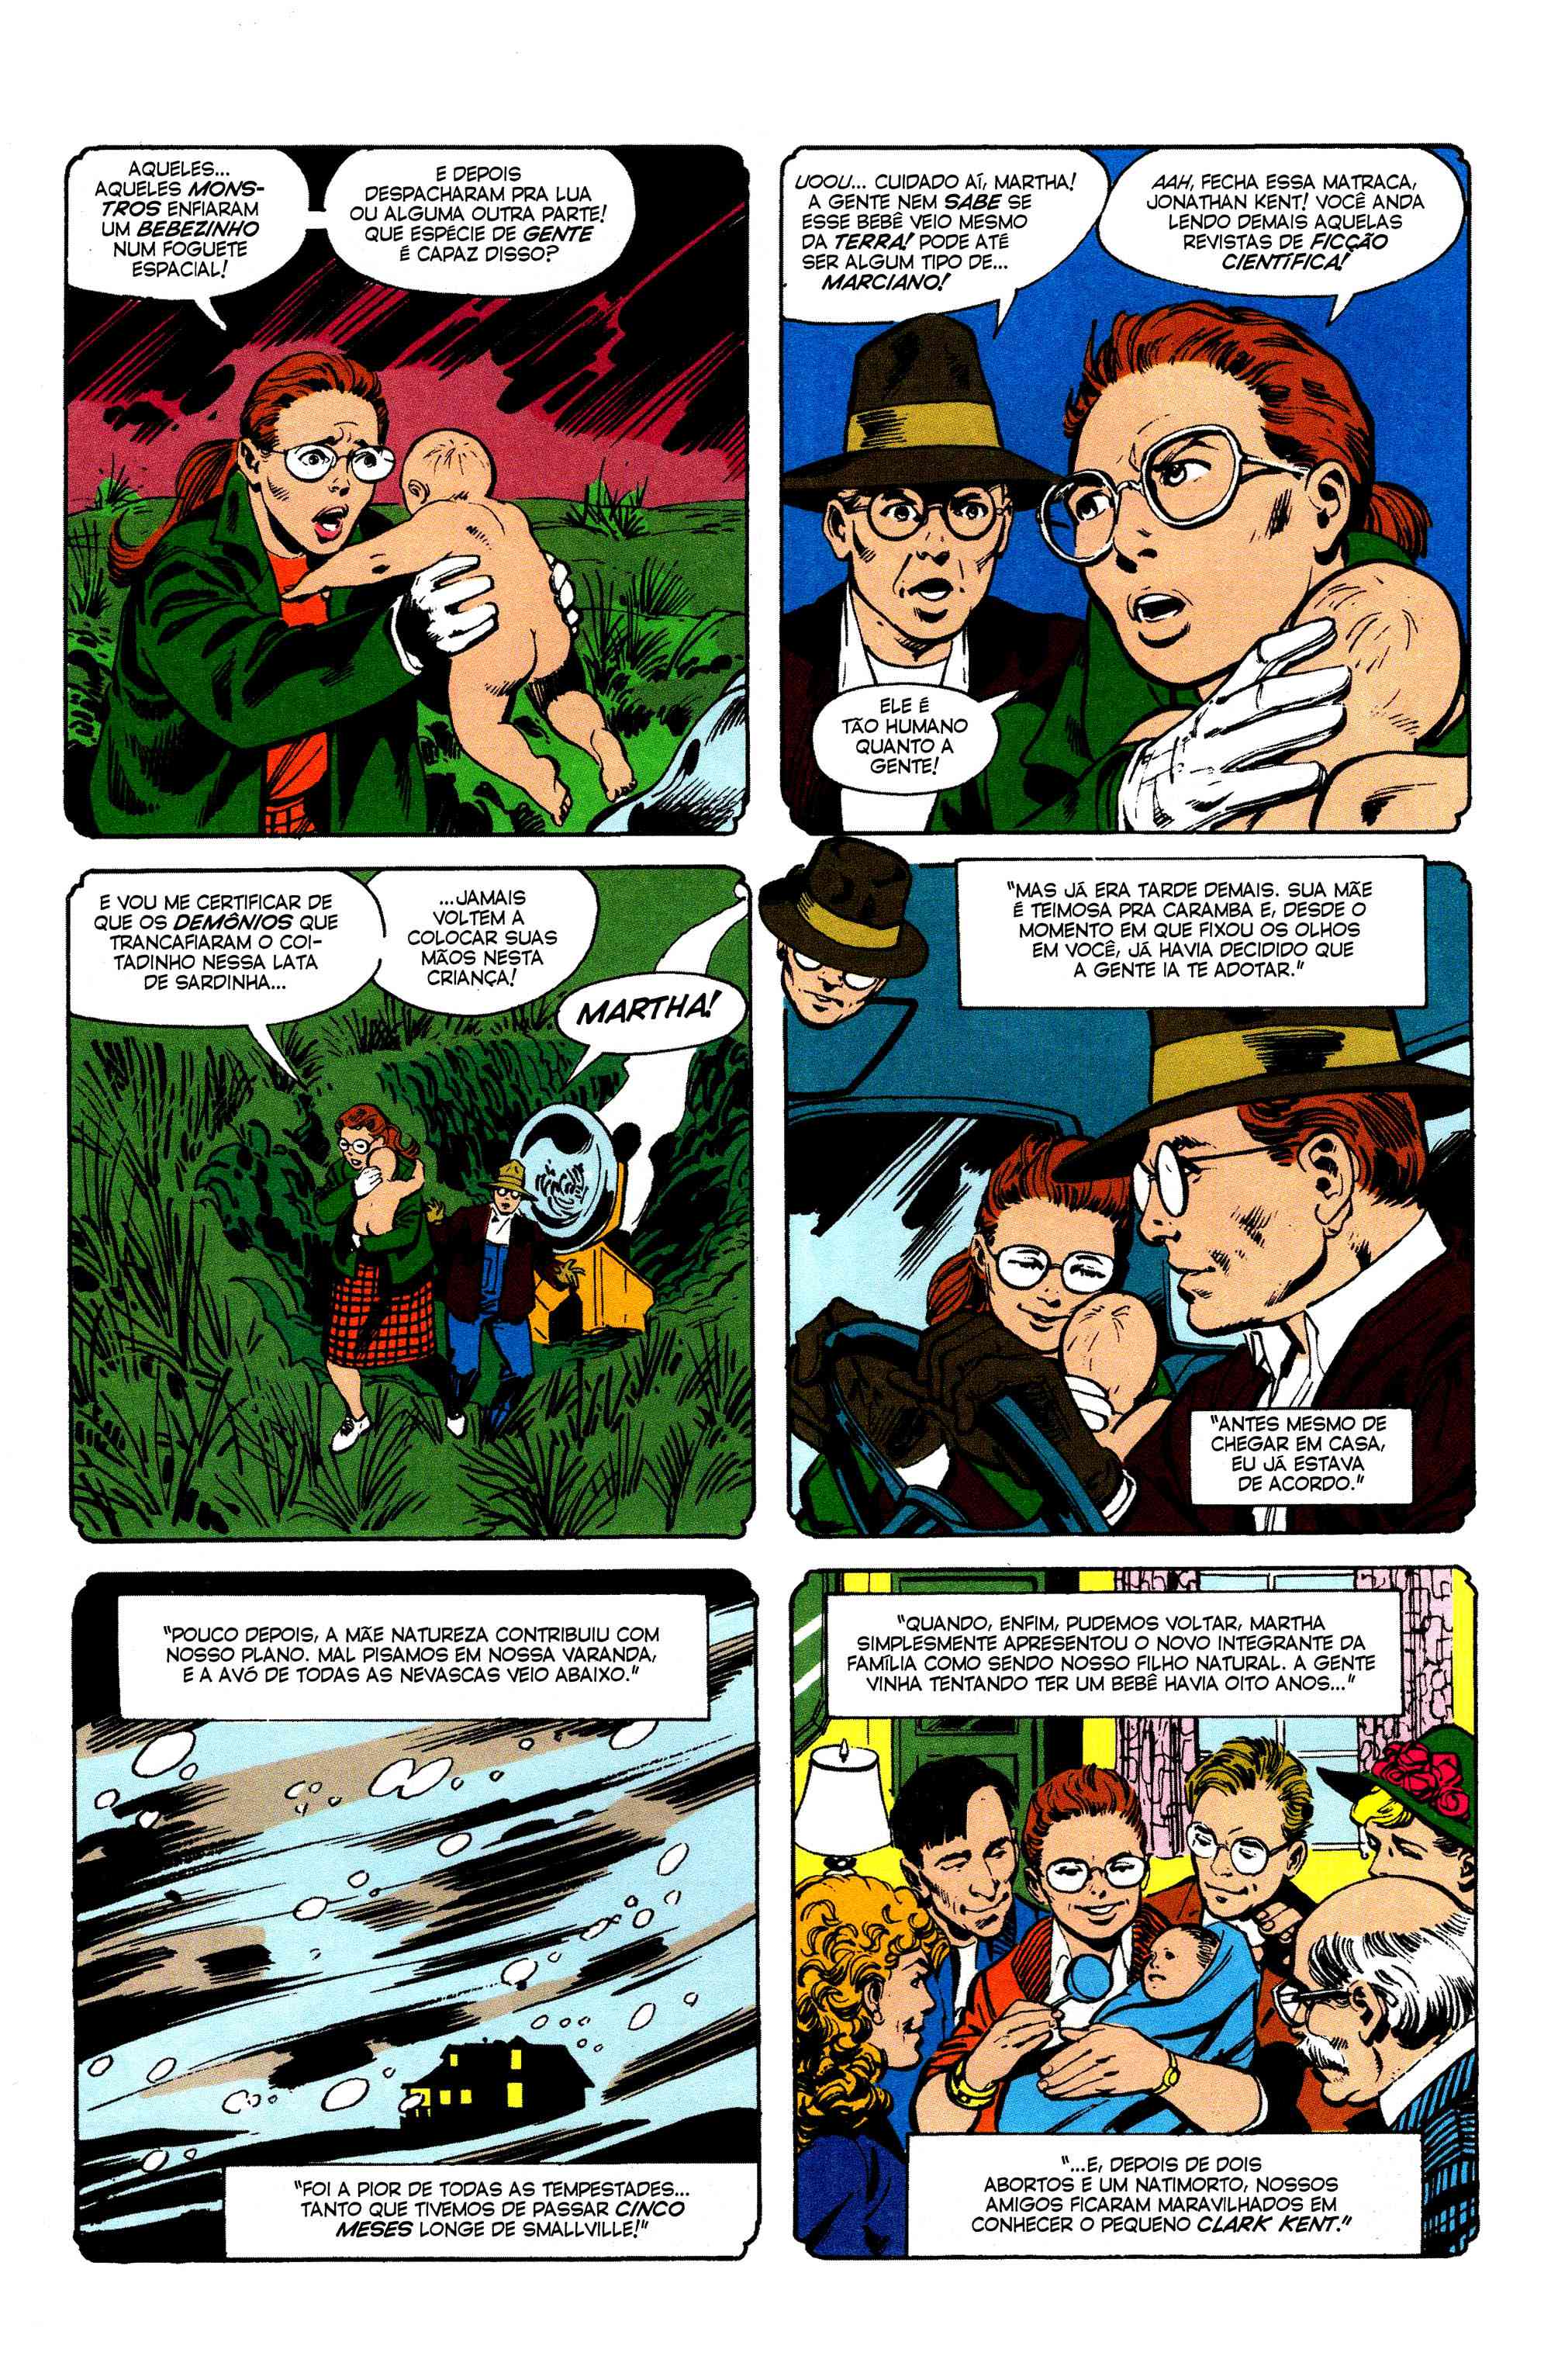 AQUELES...
AQUELES MONS-
TROS ENFIARAM
UM BEBEZINHO
NUM FOGUETE
ESPACIAL!
E DEPOIS
DESPACHARAM PRA LUA
OU ALGUMA OUTRA PARTE!
QUE ESPÉCIE DE GENTE
É CAPAZ DISSO?
UOOU... CUIDADO AÍ, MARTHA!
A GENTE NEM SABE SE
ESSE BEBÊ VEIO MESMO
DA TERRA! PODE ATÉ
SER ALGUM TIPO DE...
MARCIANO!
AAH, FECHA ESSA MATRACA,
JONATHAN KENT! VOCÊ ANDA
LENDO DEMAIS AQUELAS
REVISTAS DE FICÇÃO
CIENTÍFICA!
ELE É
TÃO HUMANO
QUANTO A
GENTE!
E VOU ME CERTIFICAR DE
QUE OS DEMÔNIOS QUE
TRANCAFIARAM O COI-
TADINHO NESSA LATA
DE SARDINHA...
...JAMAIS
VOLTEM A
COLOCAR SUAS
MÃOS NESTA
CRIANÇA!
MARTHA!
"MAS JÁ ERA TARDE DEMAIS. SUA MÃE
É TEIMOSA PRA CARAMBA E, DESDE O
MOMENTO EM QUE FIXOU OS OLHOS
EM VOCÊ, JÁ HAVIA DECIDIDO QUE
A GENTE IA TE ADOTAR."
"ANTES MESMO DE
CHEGAR EM CASA,
EU JÁ ESTAVA
DE ACORDO."
"POUCO DEPOIS, A MÃE NATUREZA CONTRIBUIU COM
NOSSO PLANO. MAL PISAMOS EM NOSSA VARANDA,
E A AVÓ DE TODAS AS NEVASCAS VEIO ABAIXO."
"FOI A PIOR DE TODAS AS TEMPESTADES...
TANTO QUE TIVEMOS DE PASSAR CINCO
MESES LONGE DE SMALLVILLE!"
"QUANDO, ENFIM, PUDEMOS VOLTAR, MARTHA
SIMPLESMENTE APRESENTOU O NOVO INTEGRANTE DA
FAMÍLIA COMO SENDO NOSSO FILHO NATURAL. A GENTE
VINHA TENTANDO TER UM BEBÊ HAVIA OITO ANOS..."
"...E, DEPOIS DE DOIS
ABORTOS E UM NATIMORTO, NOSSOS
AMIGOS FICARAM MARAVILHADOS EM
CONHECER O PEQUENO CLARK KENT."